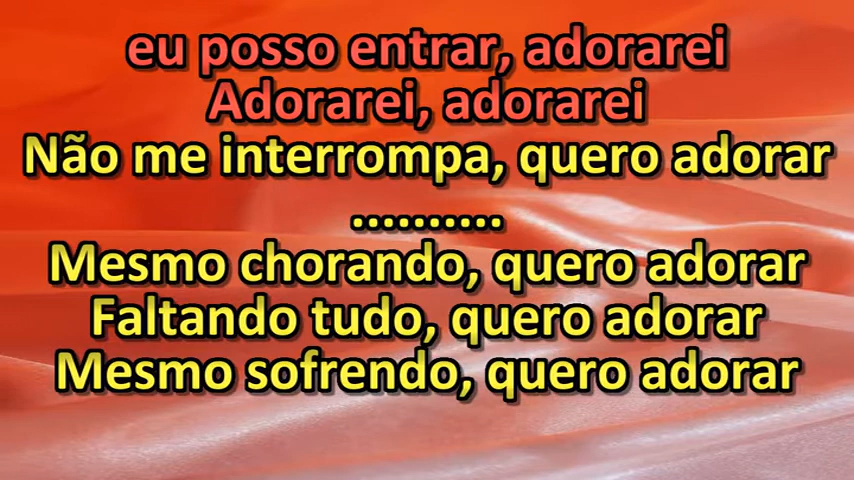 eu posso entrar, adorarei
Adorarei, adorarei
Não me interrompa, quero adorar
..........
Mesmo chorando, quero adorar
Faltando tudo, quero adorar
Mesmo sofrendo, quero adorar